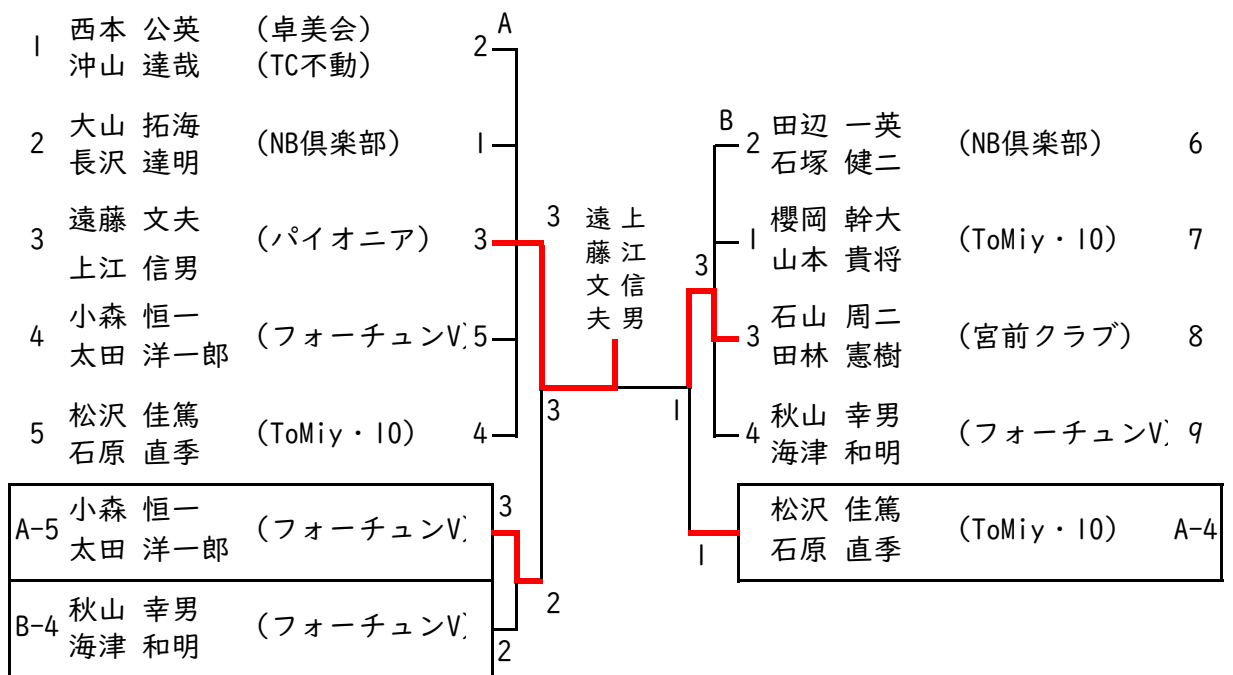 A
1 西本 公英 (卓美会) 2
沖山 達哉 (TC不動)
2 大山 拓海 (NB倶楽部) 1
長沢 達明
3 遠藤 文夫 (パイオニア) 3
上江 信男
4 小森 恒一 (フォーチュンV) 5
太田 洋一郎
5 松沢 佳篤 (ToMiy・10) 4
石原 直季
A-5 小森 恒一 (フォーチュンV) 3
太田 洋一郎
B-4 秋山 幸男 (フォーチュンV) 2
海津 和明
3
3
2
上江信男
遠藤文夫
1
3
1
B
2 田辺 一英 (NB倶楽部) 6
石塚 健二
1 櫻岡 幹大 (ToMiy・10) 7
山本 貴将
3 石山 周二 (宮前クラブ) 8
田林 憲樹
4 秋山 幸男 (フォーチュンV) 9
海津 和明
松沢 佳篤 (ToMiy・10) A-4
石原 直季